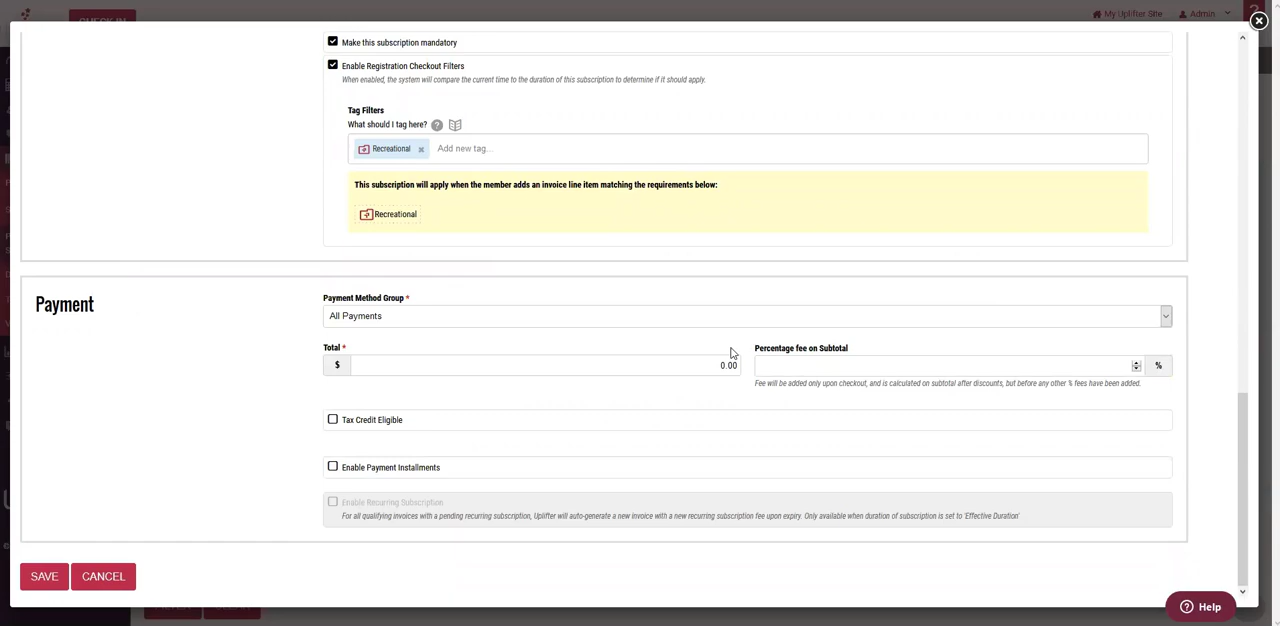 My Uplifter Site Admin
CHECK IN
Make this subscription mandatory
Enable Registration Checkout Filters
When enabled, the system will compare the current time to the duration of this subscription to determine if it should apply.
Tag Filters
What should I tag here?
Recreational Add new tag...
This subscription will apply when the member adds an invoice line item matching the requirements below:
Recreational
Payment
Payment Method Group *
All Payments
Total * Percentage fee on Subtotal
$ 0.00 %
Fee will be added only upon checkout, and is calculated on subtotal after discounts, but before any other % fees have been added.
Tax Credit Eligible
Enable Payment Installments
Enable Recurring Subscription
For all qualifying invoices with a pending recurring subscription, Uplifter will auto-generate a new invoice with a new recurring subscription fee upon expiry. Only available when duration of subscription is set to 'Effective Duration'
SAVE CANCEL
Help